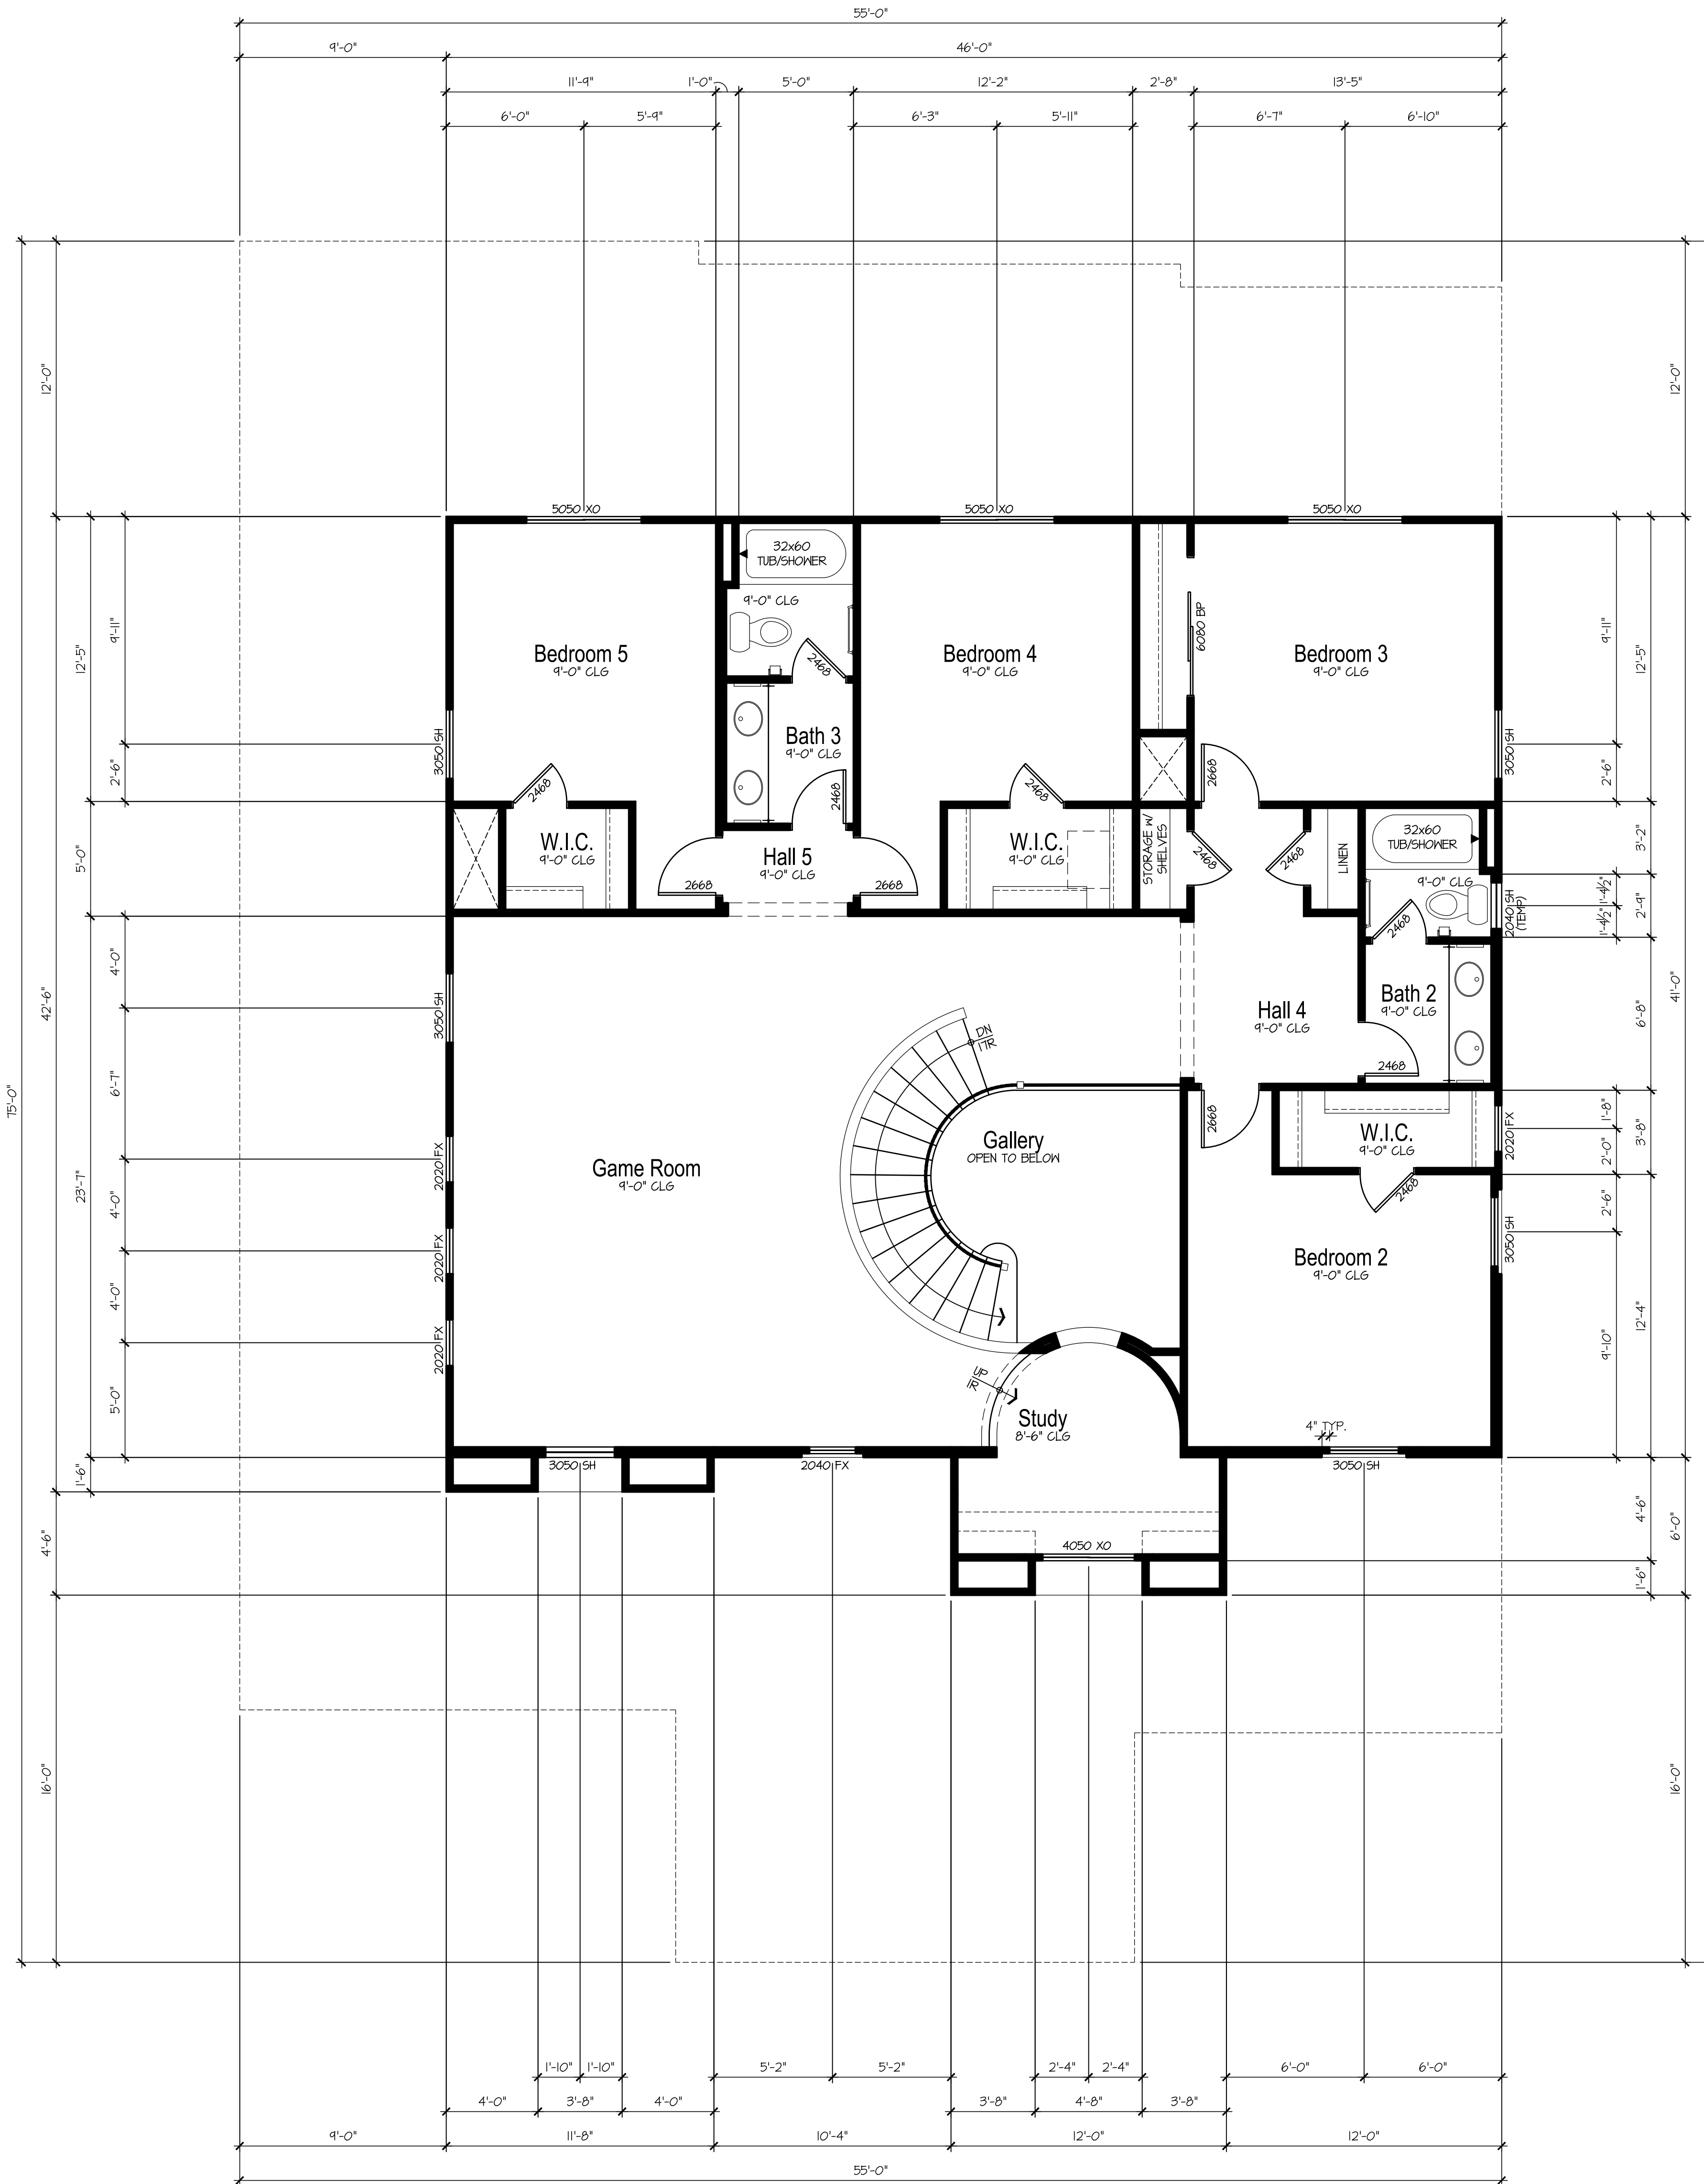 55'-0"
9'-0"
46'-0"
11'-9"
1'-0"
5'-0"
12'-2"
2'-8"
13'-5"
6'-0"
5'-9"
6'-3"
5'-11"
6'-7"
6'-10"
12'-0"
12'-0"
5050 XO
5050 XO
5050 XO
32x60
TUB/SHOWER
9'-0" CLG
9'-11"
12'-5"
2'-6"
9'-11"
12'-5"
2'-6"
6080 BP
Bedroom 5
9'-0" CLG
2468
Bedroom 4
9'-0" CLG
Bedroom 3
9'-0" CLG
3050 SH
Bath 3
9'-0" CLG
3050 SH
2468
2468
2468
2668
W.I.C.
9'-0" CLG
Hall 5
9'-0" CLG
W.I.C.
9'-0" CLG
STORAGE W/
SHELVES
2468
2468
LINEN
32x60
TUB/SHOWER
9'-0" CLG
2668
2668
2468
2040 SH
(TEMP)
5'-0"
3'-2"
1'-4½"
1'-4½"
2'-9"
4'-0"
42'-6"
3050 SH
Bath 2
9'-0" CLG
Hall 4
9'-0" CLG
6'-8"
41'-0"
DN
17R
2468
75'-0"
6'-7"
23'-7"
2020 FX
Game Room
9'-0" CLG
Gallery
OPEN TO BELOW
2668
W.I.C.
9'-0" CLG
2020 FX
1'-8"
3'-8"
2'-0"
2468
4'-0"
2020 FX
Bedroom 2
9'-0" CLG
3050 SH
2'-6"
4'-0"
2020 FX
12'-4"
9'-10"
5'-0"
UP
Study
8'-6" CLG
4" TYP.
3050 SH
2040 FX
3050 SH
1'-6"
4'-6"
4'-6"
6'-0"
4050 XO
1'-6"
16'-0"
16'-0"
1'-10"
1'-10"
5'-2"
5'-2"
2'-4"
2'-4"
6'-0"
6'-0"
4'-0"
3'-8"
4'-0"
3'-8"
4'-8"
3'-8"
9'-0"
11'-8"
10'-4"
12'-0"
12'-0"
55'-0"